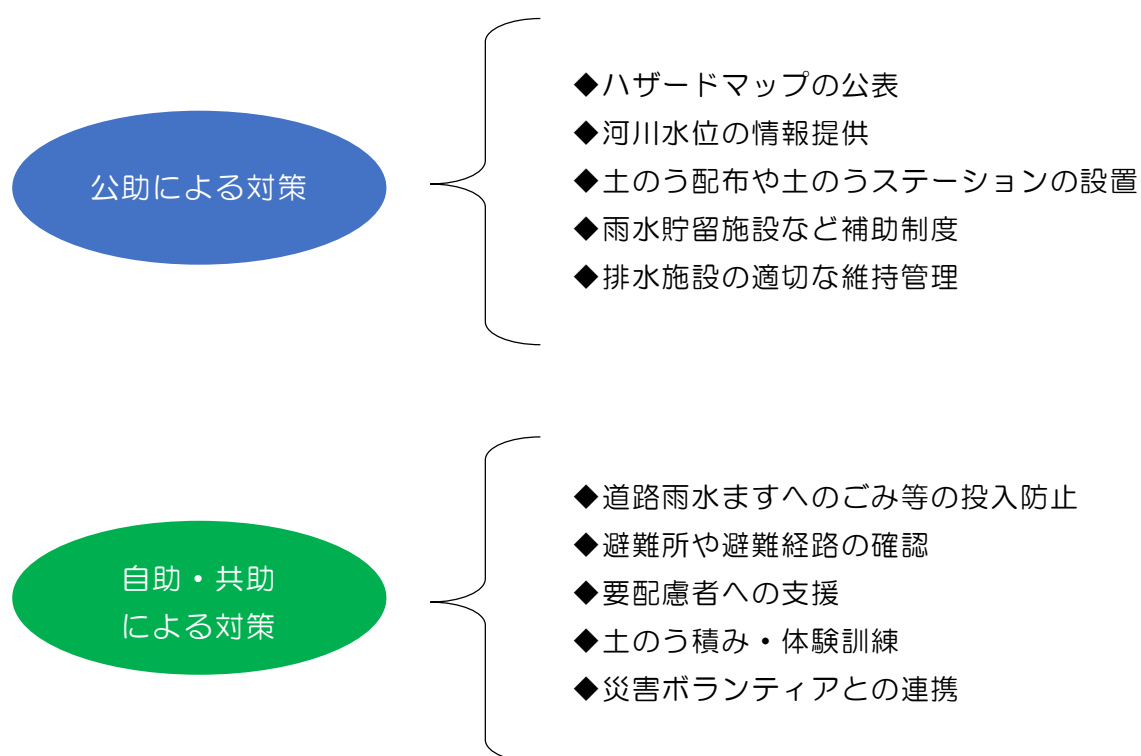 公助による対策
◆ハザードマップの公表
◆河川水位の情報提供
◆土のう配布や土のうステーションの設置
◆雨水貯留施設など補助制度
◆排水施設の適切な維持管理
自助・共助
による対策
◆道路雨水ますへのごみ等の投入防止
◆避難所や避難経路の確認
◆要配慮者への支援
◆土のう積み・体験訓練
◆災害ボランティアとの連携